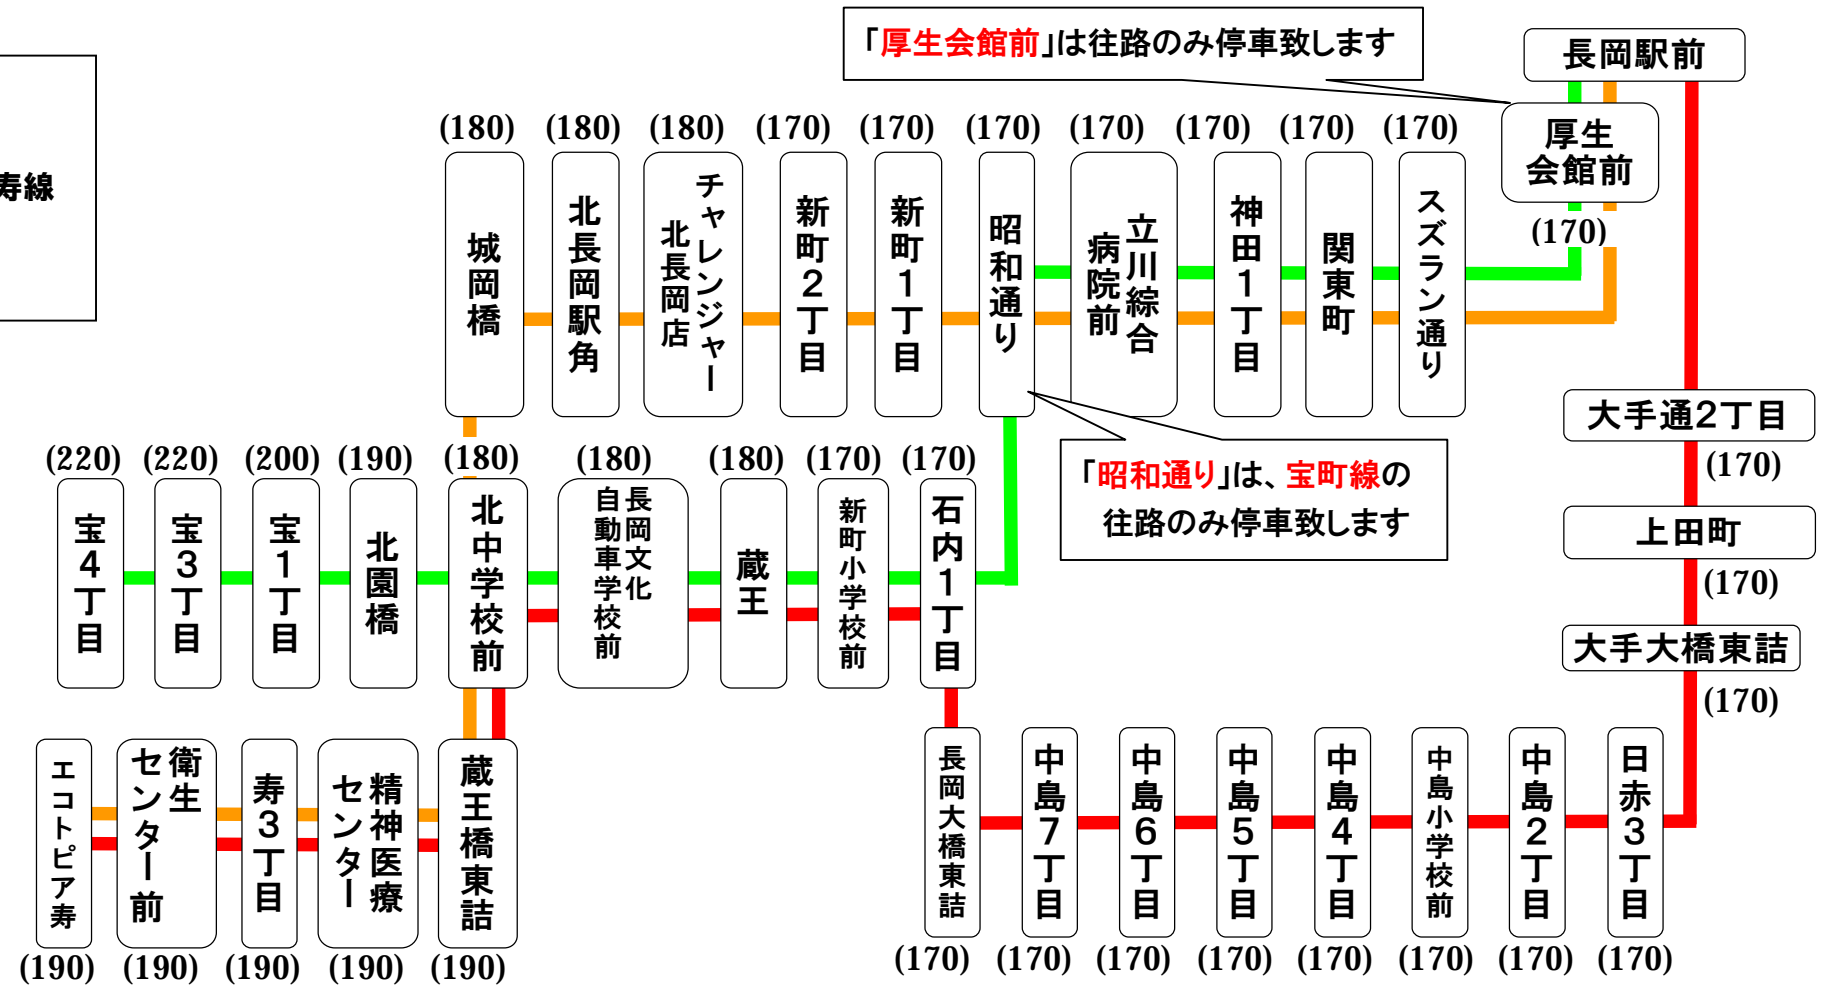 「厚生会館前」は往路のみ停車致します
長岡駅前
厚生
会館前
(170)
寿線
(180)
(180)
(180)
(170)
(170)
(170)
(170)
(170)
(170)
(170)
城岡橋
北長岡駅角
チャレンジャー
北長岡店
新町2丁目
新町1丁目
昭和通り
立川綜合
病院前
神田1丁目
関東町
スズラン通り
大手通2丁目
(170)
上田町
(170)
大手大橋東詰
(170)
「昭和通り」は、宝町線の
往路のみ停車致します
(220)
(220)
(200)
(190)
(180)
(180)
(180)
(170)
(170)
宝4丁目
宝3丁目
宝1丁目
北園橋
北中学校前
長岡文化
自動車学校前
蔵王
新町小学校前
石内1丁目
エコトピア寿
衛生
センター前
寿3丁目
精神医療
センター
蔵王橋東詰
長岡大橋東詰
中島7丁目
中島6丁目
中島5丁目
中島4丁目
中島小学校前
中島2丁目
日赤3丁目
(190)
(190)
(190)
(190)
(190)
(170)
(170)
(170)
(170)
(170)
(170)
(170)
(170)